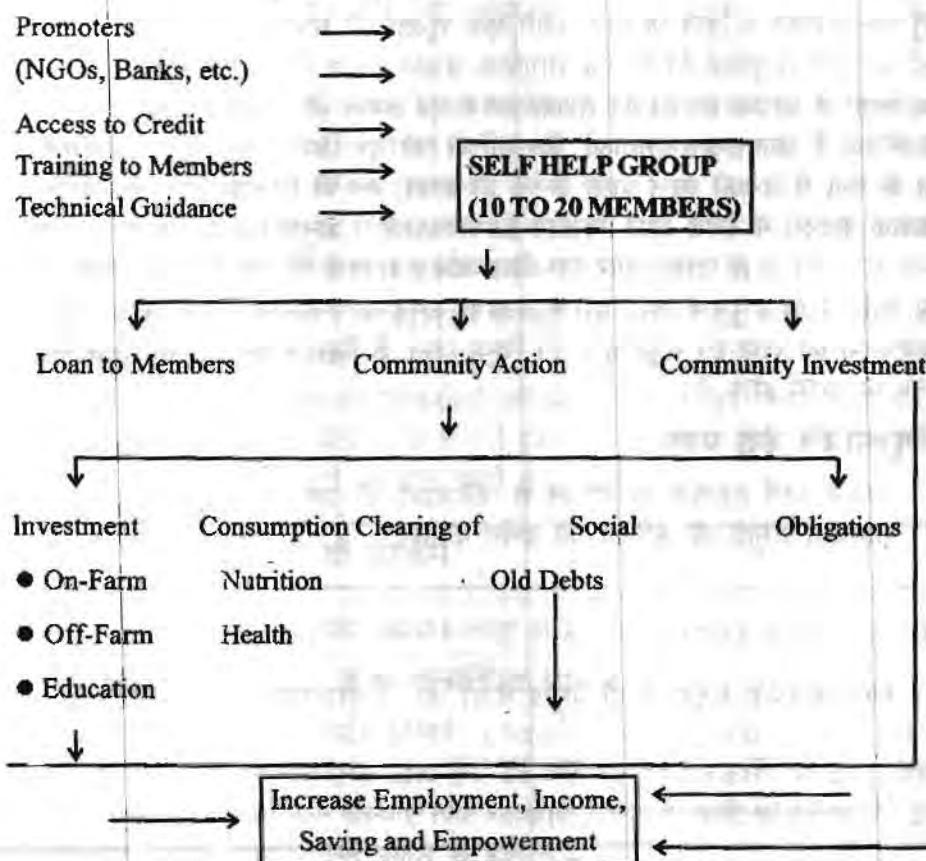 Promoters
(NGOs, Banks, etc.)
Access to Credit
Training to Members
Technical Guidance
SELF HELP GROUP
(10 TO 20 MEMBERS)
Loan to Members Community Action Community Investment
Investment Consumption Clearing of Social Obligations
● On-Farm Nutrition Old Debts
● Off-Farm Health
● Education
Increase Employment, Income,
Saving and Empowerment